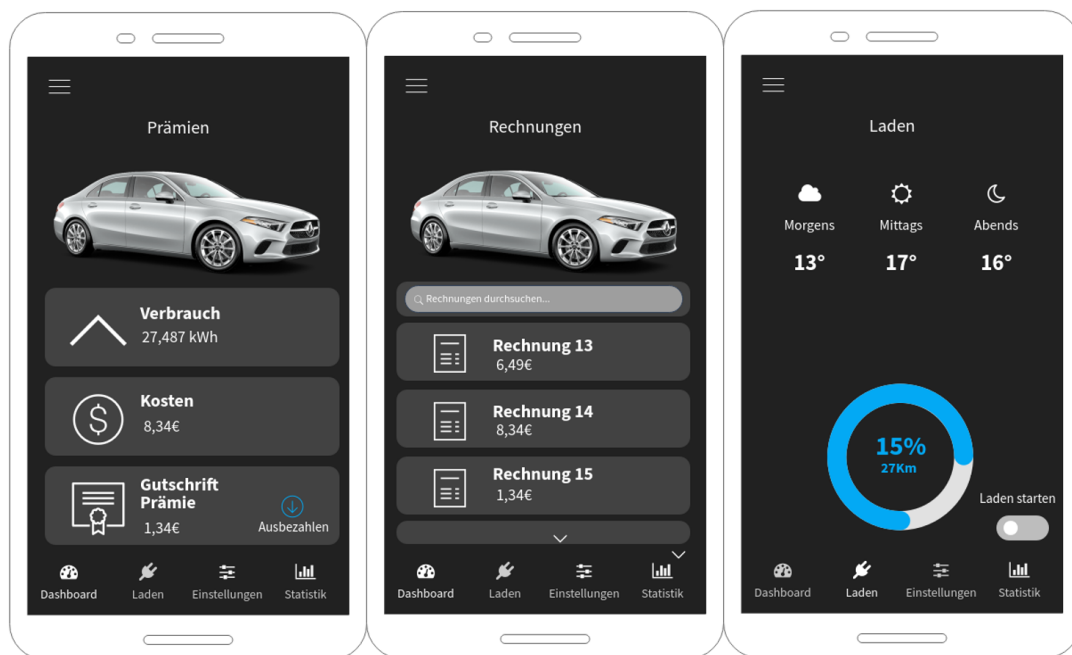 Prämien
Verbrauch
27,487 kWh
Kosten
8,34€
Gutschrift
Prämie
1,34€
Ausbezahlen
Dashboard
Laden
Einstellungen
Statistik
Rechnungen
Rechnungen durchsuchen...
Rechnung 13
6,49€
Rechnung 14
8,34€
Rechnung 15
1,34€
Dashboard
Laden
Einstellungen
Statistik
Laden
Morgens
Mittags
Abends
13°
17°
16°
15%
27Km
Laden starten
Dashboard
Laden
Einstellungen
Statistik